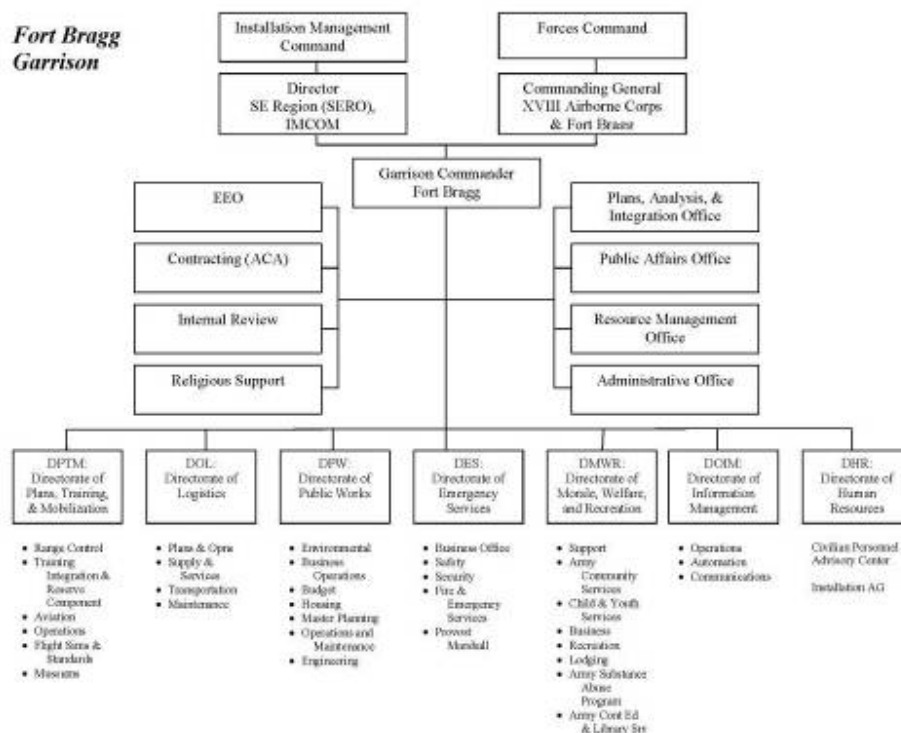 Fort Bragg
Garrison
Installation Management
Command
Forces Command
Director
SE Region (SERO),
IMCOM
Commanding General
XVIII Airborne Corps
& Fort Bragg
Garrison Commander
Fort Bragg
EEO
Plans, Analysis, &
Integration Office
Contracting (ACA)
Public Affairs Office
Internal Review
Resource Management
Office
Religious Support
Administrative Office
DPTM:
Directorate of
Plans, Training,
& Mobilization
DOL:
Directorate of
Logistics
DPW:
Directorate of
Public Works
DES:
Directorate of
Emergency
Services
DMWR:
Directorate of
Morale, Welfare,
and Recreation
DOIM:
Directorate of
Information
Management
DHR:
Directorate of
Human
Resources
• Range Control
• Training
Integration &
Reserve
Component
• Aviation
• Operations
• Flight Sims &
Standards
• Museums
• Plans & Opns
• Supply &
Services
• Transportation
• Maintenance
• Environmental
• Business
Operations
• Budget
• Housing
• Master Planning
• Operations and
Maintenance
• Engineering
• Business Office
• Safety
• Security
• Fire &
Emergency
Services
• Provost
Marshall
• Support
• Army
Community
Services
• Child & Youth
Services
• Business
• Recreation
• Lodging
• Army Substance
Abuse
Program
• Army Cont Ed
& Library Srv
• Operations
• Automation
• Communications
Civilian Personnel
Advisory Center
Installation AG